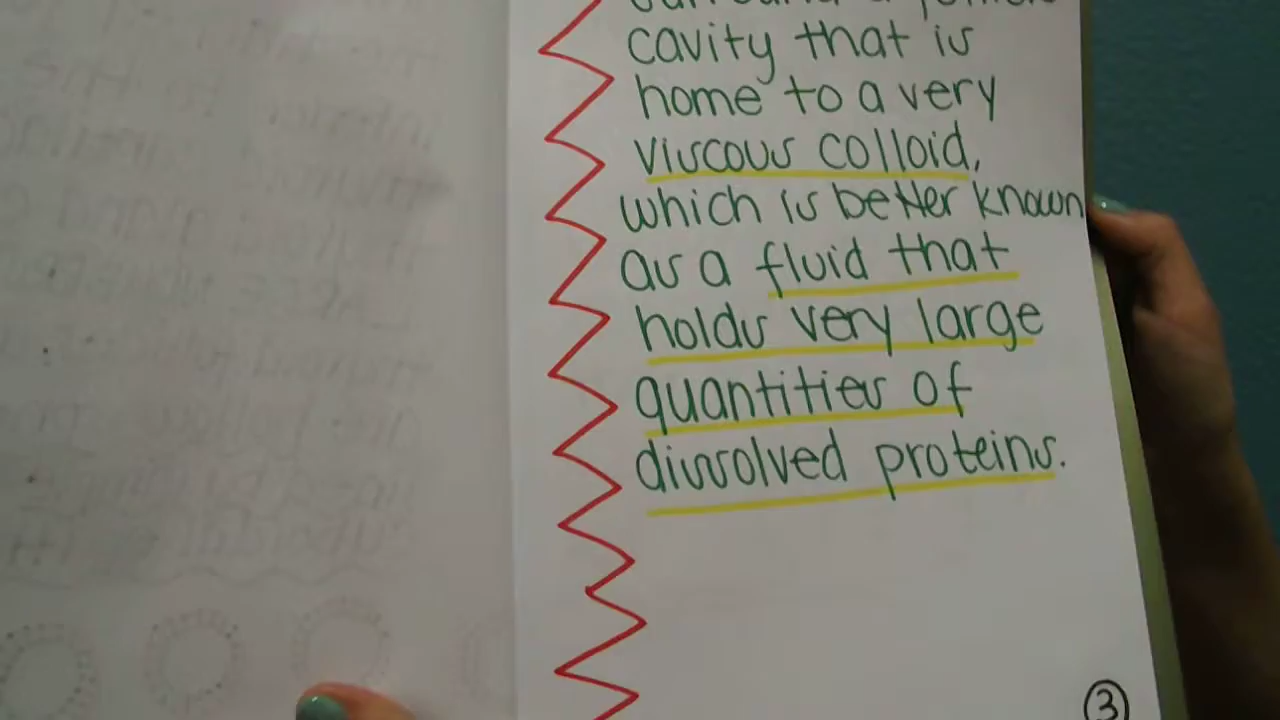 cavity that is
home to a very
viscous colloid,
which is better known
as a fluid that
holds very large
quantities of
dissolved proteins.
3